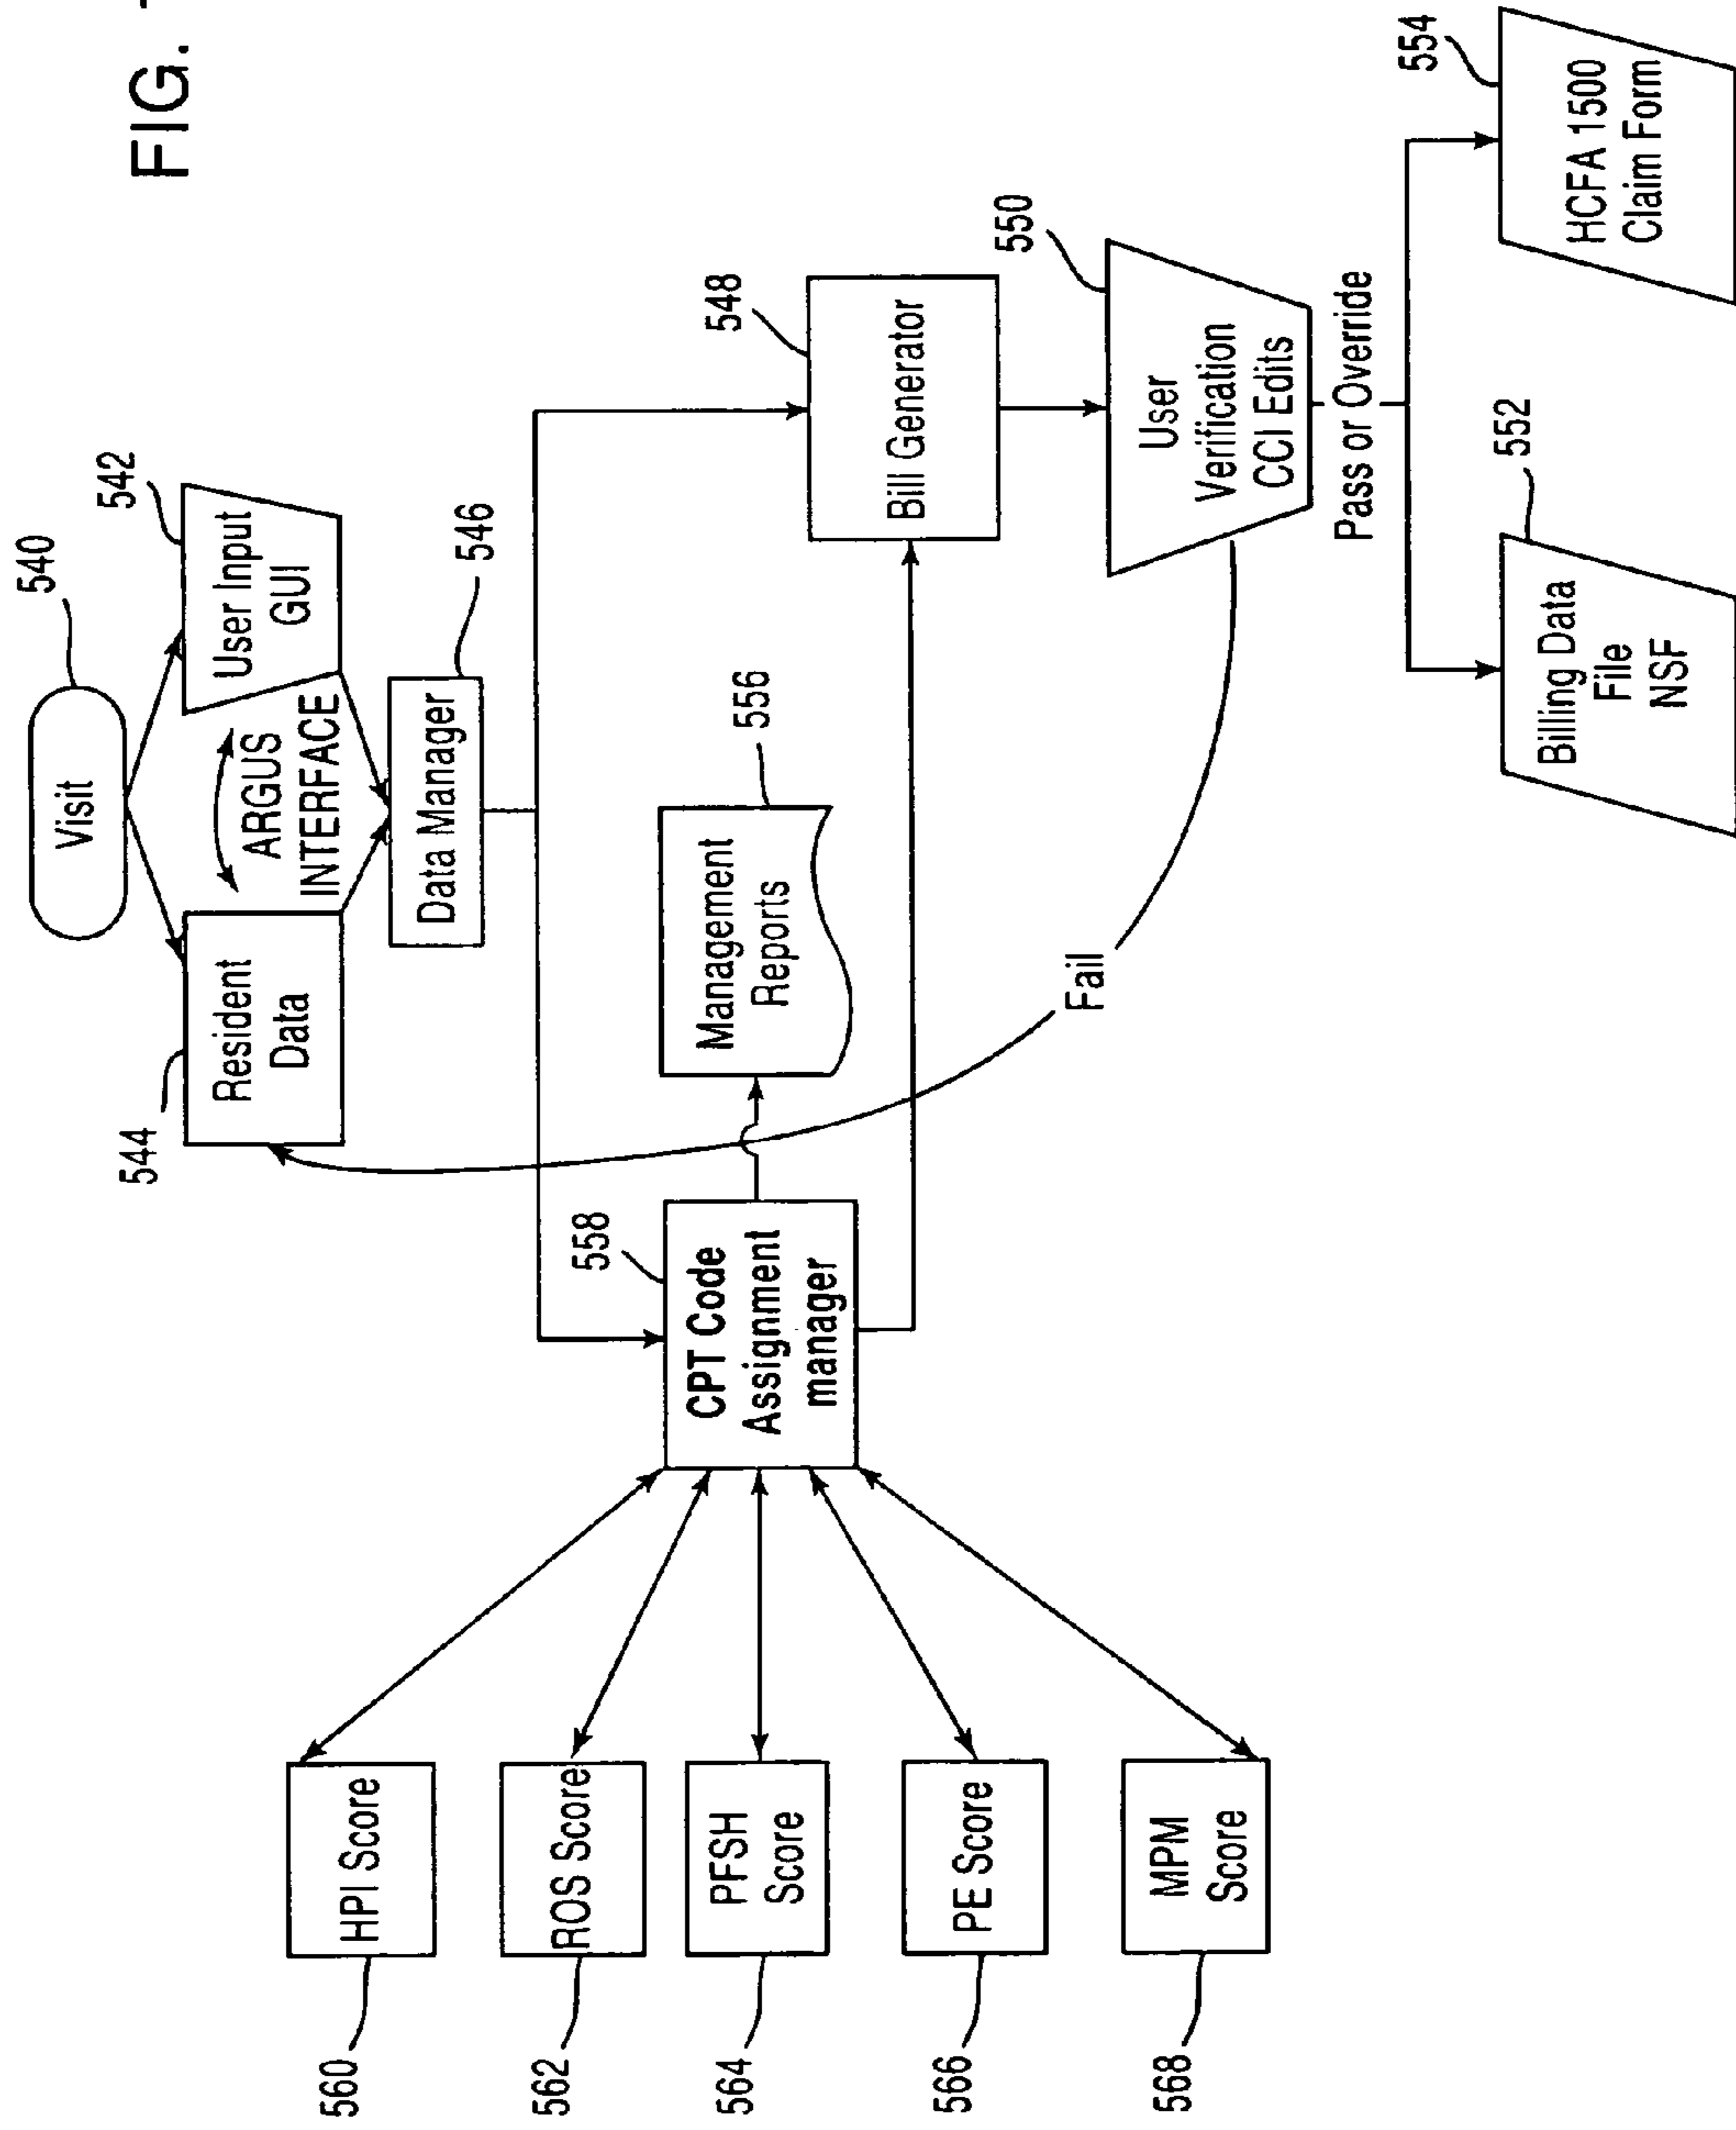 FIG.
540
Visit
542
User Input
GUI
544
Resident
Data
ARGUS
INTERFACE
546
Data Manager
548
Bill Generator
556
Management
Reports
558
CPT Code
Assignment
manager
550
User
Verification
CCI Edits
Fail
Pass or Override
552
Billing Data
File
NSF
554
HCFA 1500
Claim Form
560
HPI Score
562
ROS Score
564
PFSH
Score
566
PE Score
568
MPM
Score